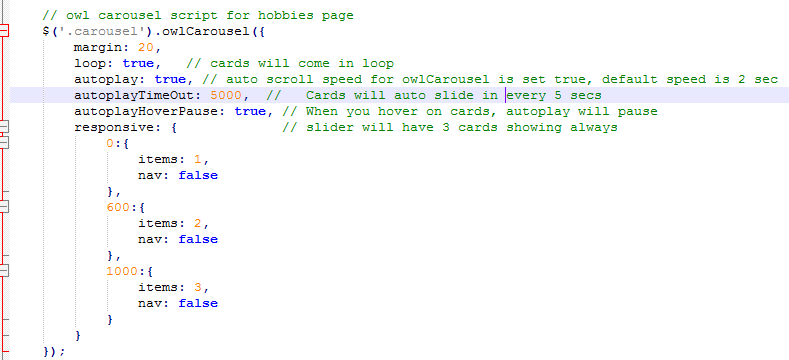 // owl carousel script for hobbies page
$('.carousel').owlCarousel({
    margin: 20,
    loop: true,   // cards will come in loop
    autoplay: true, // auto scroll speed for owlCarousel is set true, default speed is 2 sec
    autoplayTimeOut: 5000,  //   Cards will auto slide in every 5 secs
    autoplayHoverPause: true, // When you hover on cards, autoplay will pause
    responsive: {             // slider will have 3 cards showing always
        0:{
            items: 1,
            nav: false
        },
        600:{
            items: 2,
            nav: false
        },
        1000:{
            items: 3,
            nav: false
        }
    }
});